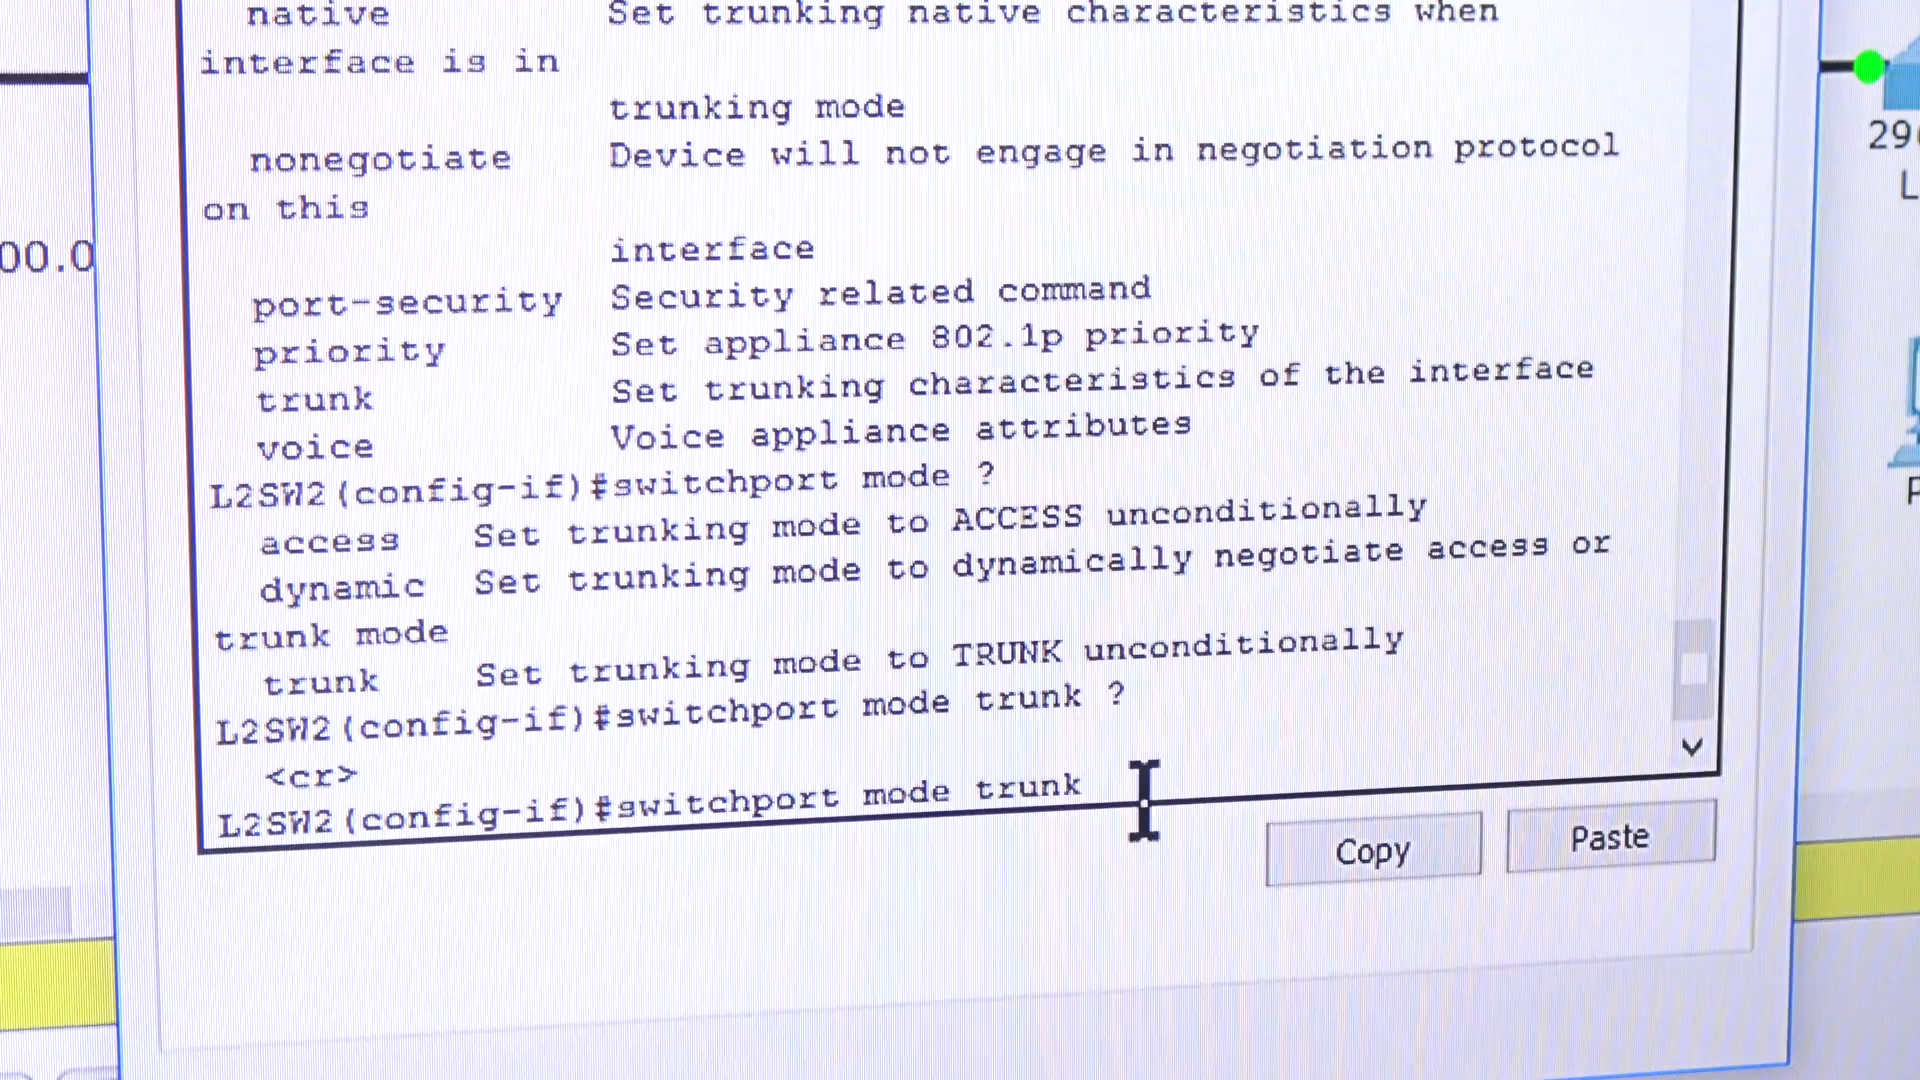 native Set trunking native characteristics when
interface is in
trunking mode
nonegotiate Device will not engage in negotiation protocol
on this
interface
port-security Security related command
priority Set appliance 802.1p priority
trunk Set trunking characteristics of the interface
voice Voice appliance attributes
L2SW2(config-if)#switchport mode ?
access Set trunking mode to ACCESS unconditionally
dynamic Set trunking mode to dynamically negotiate access or
trunk mode
trunk Set trunking mode to TRUNK unconditionally
L2SW2(config-if)#switchport mode trunk ?
<cr>
L2SW2(config-if)#switchport mode trunk
Copy Paste
00.0